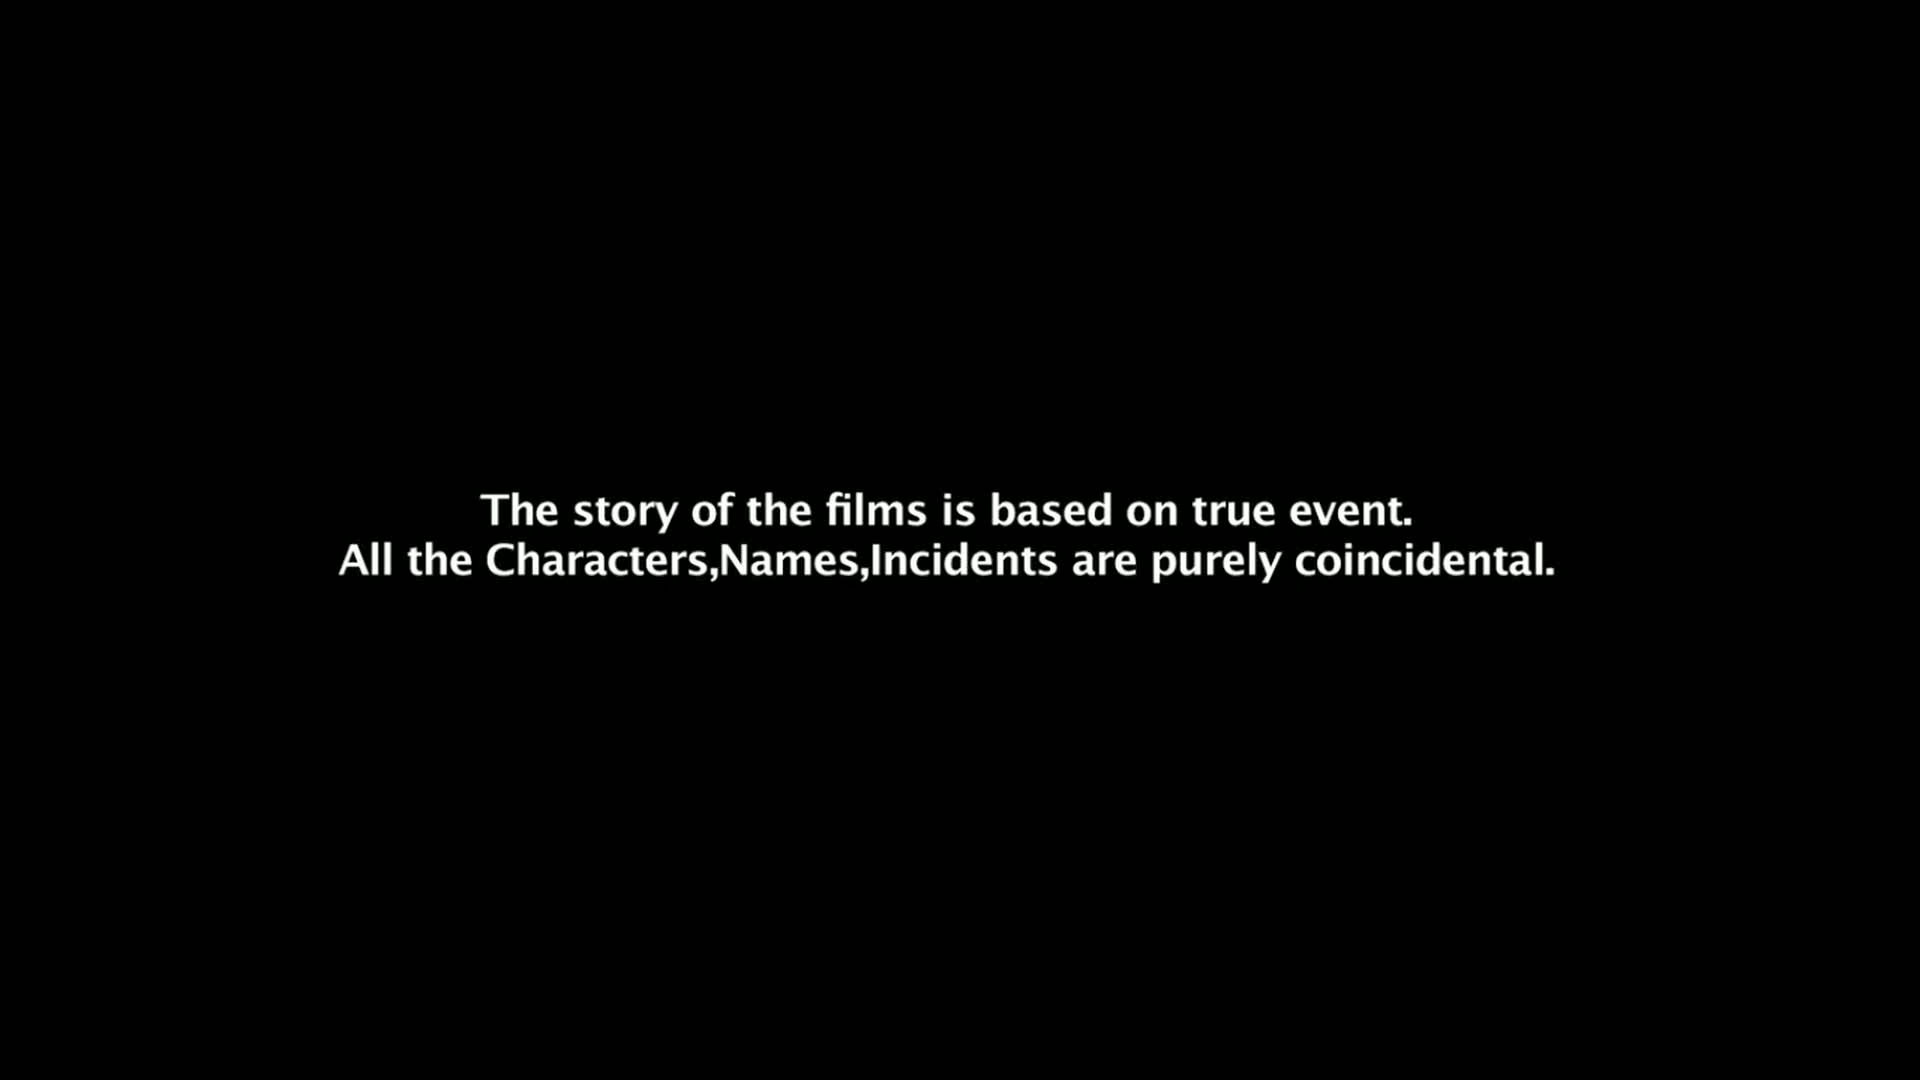 The story of the films is based on true event.
All the Characters,Names,Incidents are purely coincidental.